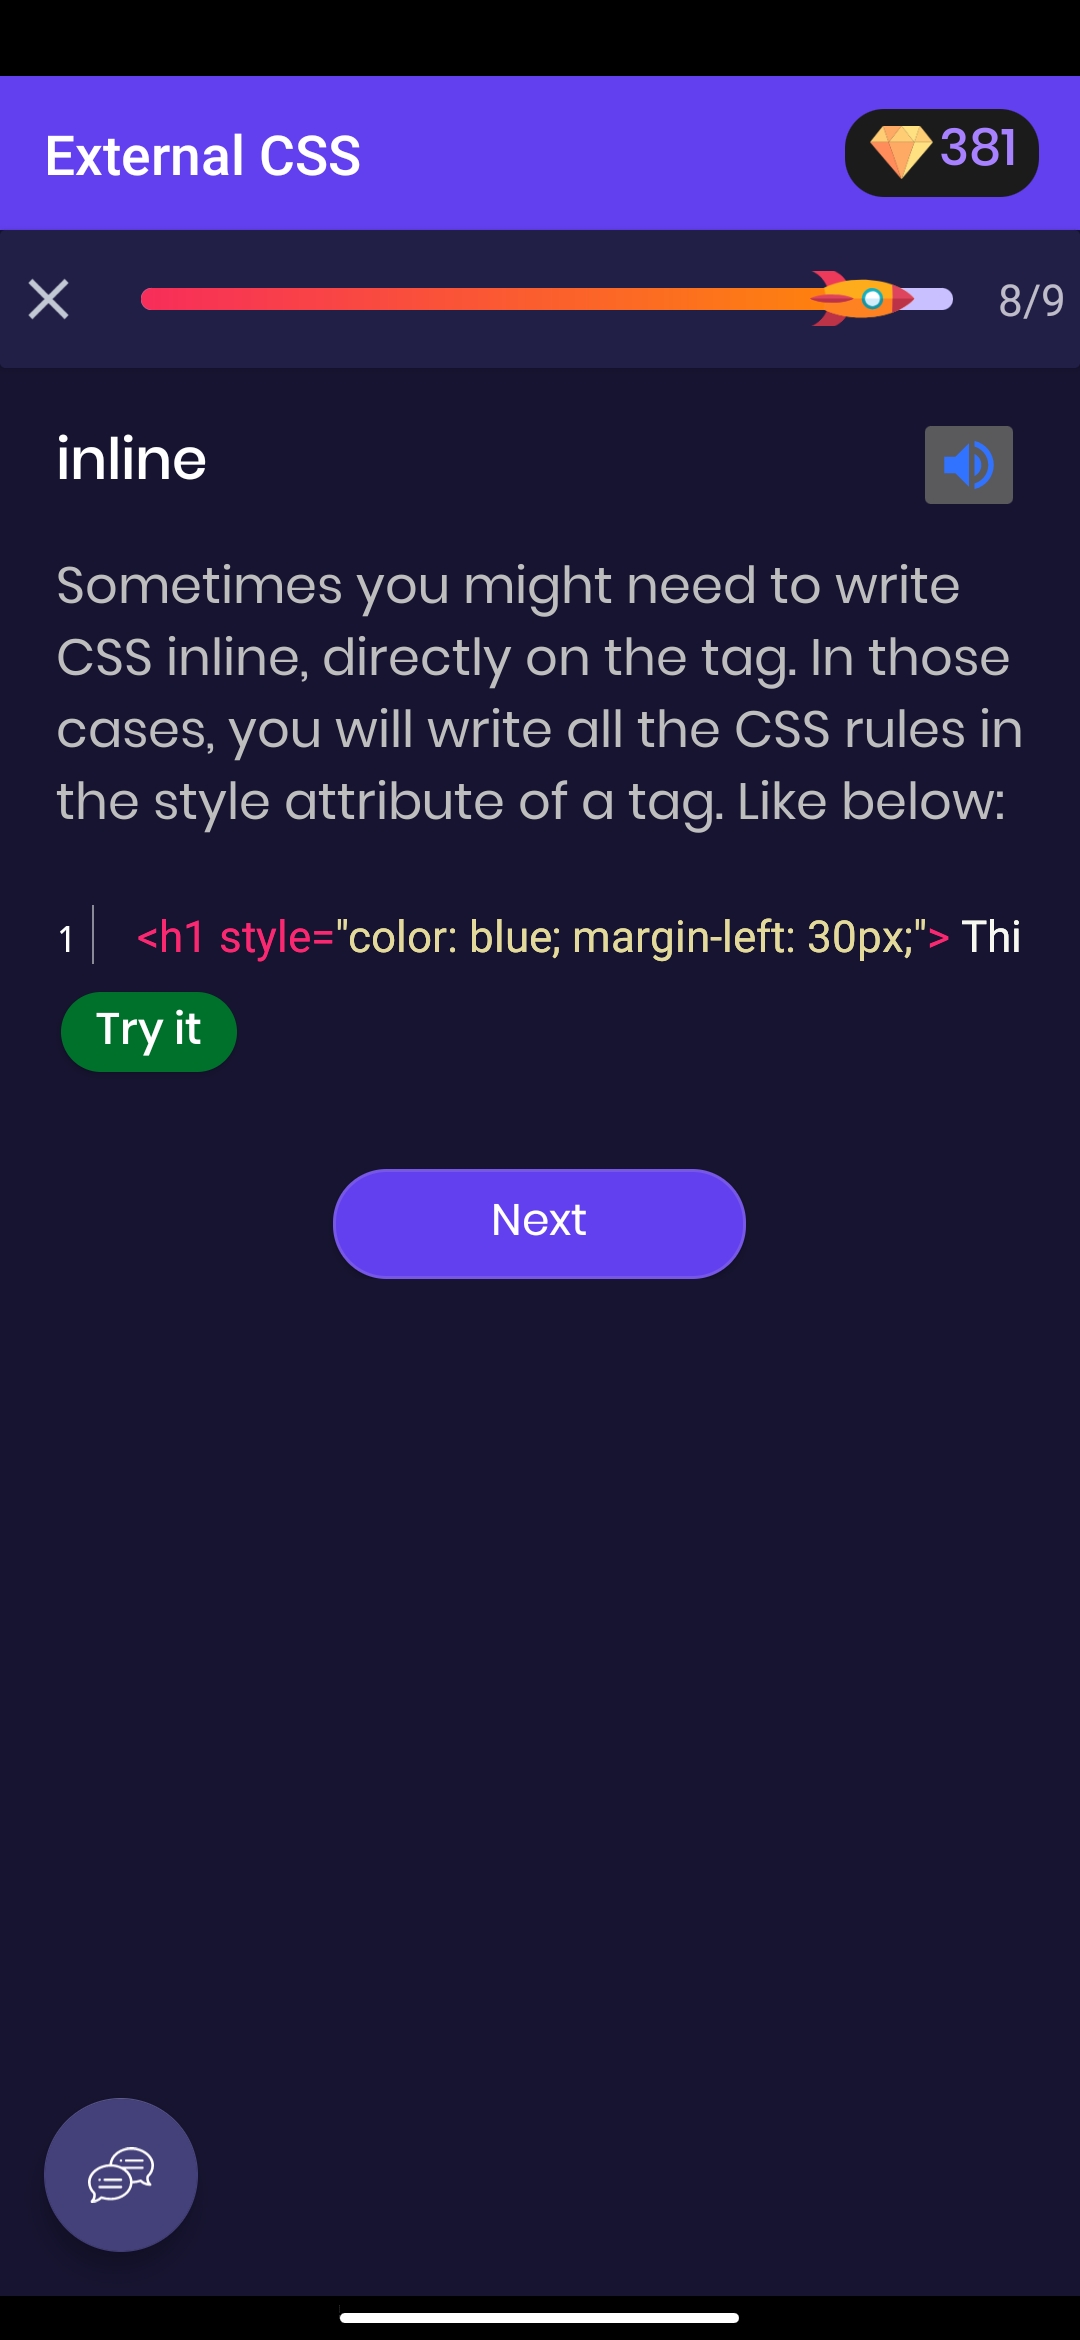 External CSS
381
8/9
inline
Sometimes you might need to write
CSS inline, directly on the tag. In those
cases, you will write all the CSS rules in
the style attribute of a tag. Like below:
1 <h1 style="color: blue; margin-left: 30px;"> Thi
Try it
Next